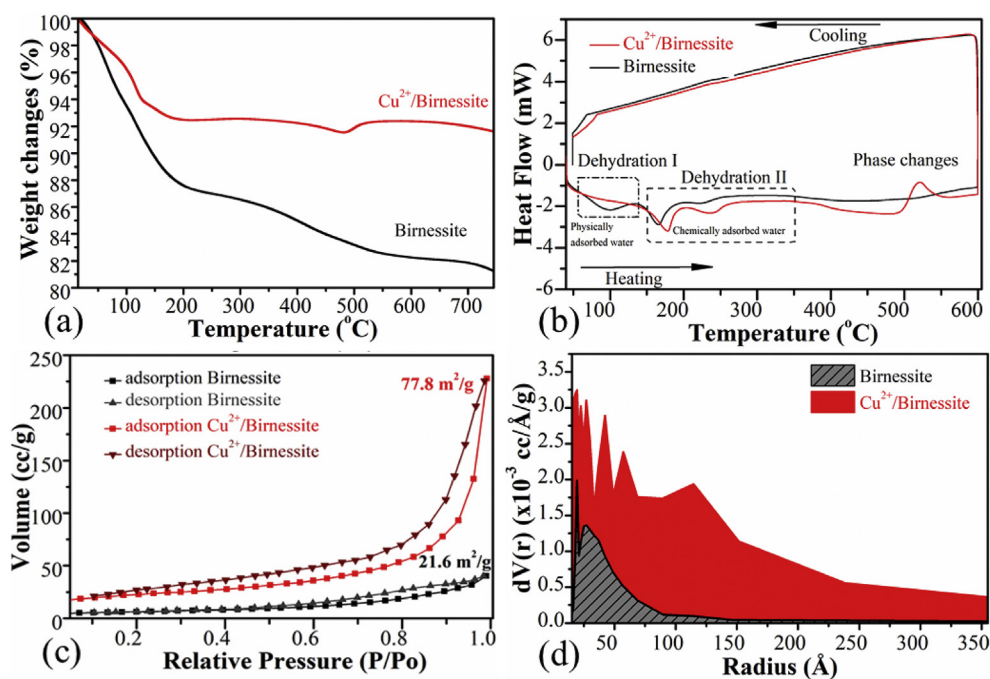 100
98
96
94
92
90
88
86
84
82
80
Weight changes (%)
Cu²⁺/Birnessite
Birnessite
0 100 200 300 400 500 600 700
Temperature (°C)
(a)
6
4
2
0
-2
-4
-6
Heat Flow (mW)
Cooling
Cu²⁺/Birnessite
Birnessite
Dehydration I
Dehydration II
Phase changes
Physically
adsorbed water
Chemically adsorbed water
Heating
100 200 300 400 500 600
Temperature (°C)
(b)
250
200
150
100
50
0
Volume (cc/g)
adsorption Birnessite
desorption Birnessite
adsorption Cu²⁺/Birnessite
desorption Cu²⁺/Birnessite
77.8 m²/g
21.6 m²/g
0.2 0.4 0.6 0.8 1.0
Relative Pressure (P/Po)
(c)
3.5
3.0
2.5
2.0
1.5
1.0
0.5
0.0
dV(r) (x10⁻³ cc/Å/g)
Birnessite
Cu²⁺/Birnessite
50 100 150 200 250 300 350
Radius (Å)
(d)